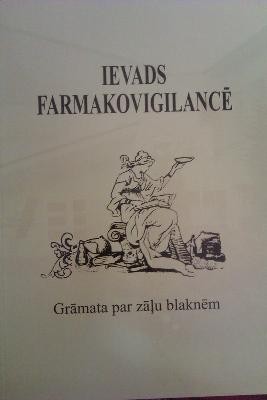 IEVADS
FARMAKOVIGILANCĒ
Grāmata par zāļu blaknēm